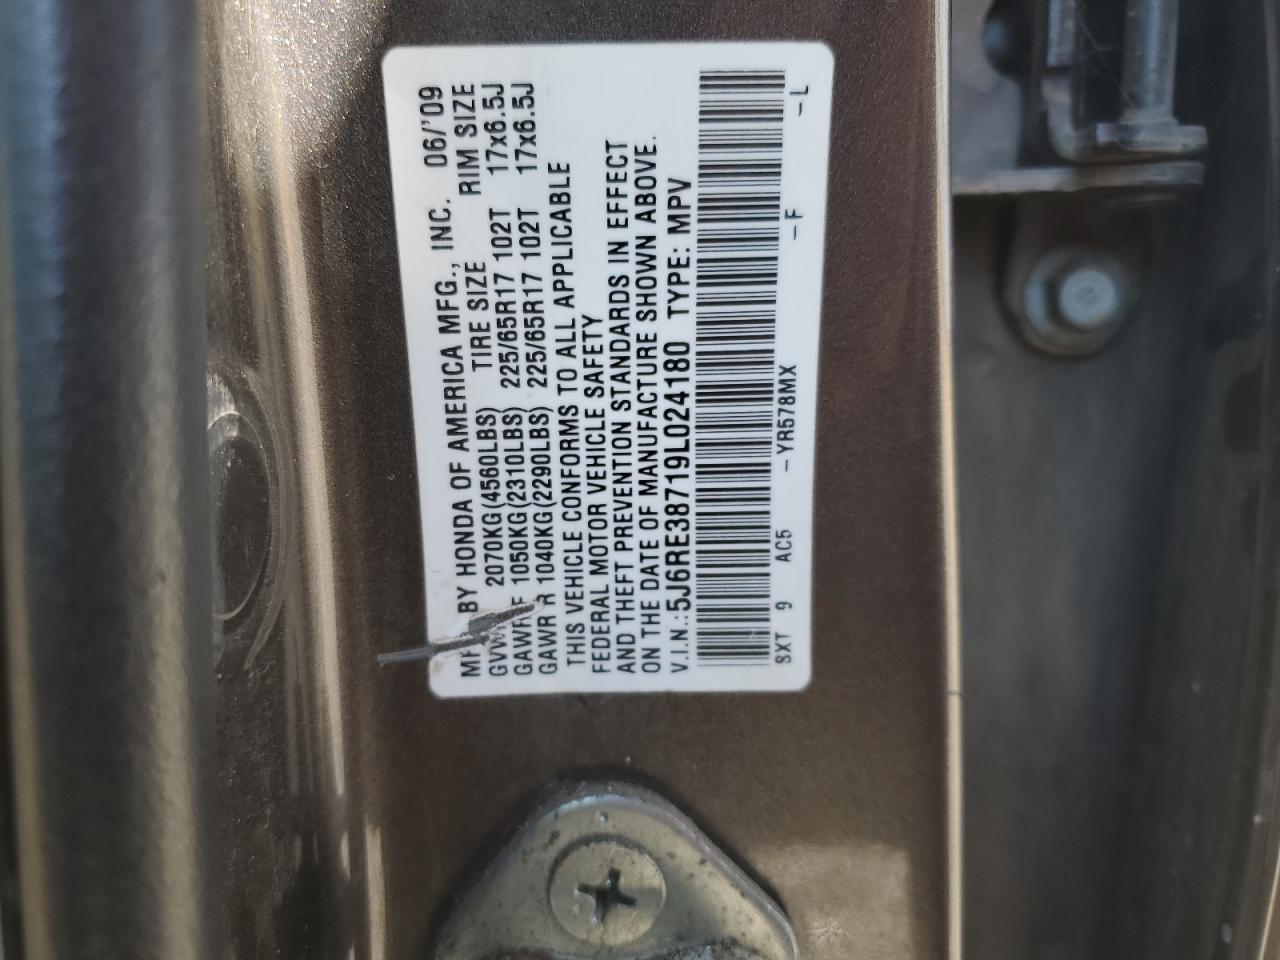 MF BY HONDA OF AMERICA MFG., INC. 06/'09
GVW 2070KG(4560LBS) TIRE SIZE RIM SIZE
GAWR F 1050KG(2310LBS) 225/65R17 102T 17x6.5J
GAWR R 1040KG(2290LBS) 225/65R17 102T 17x6.5J
THIS VEHICLE CONFORMS TO ALL APPLICABLE
FEDERAL MOTOR VEHICLE SAFETY
AND THEFT PREVENTION STANDARDS IN EFFECT
ON THE DATE OF MANUFACTURE SHOWN ABOVE.
V.I.N.:5J6RE38719L024180 TYPE: MPV
SXT 9 AC5 -YR578MX -F -L